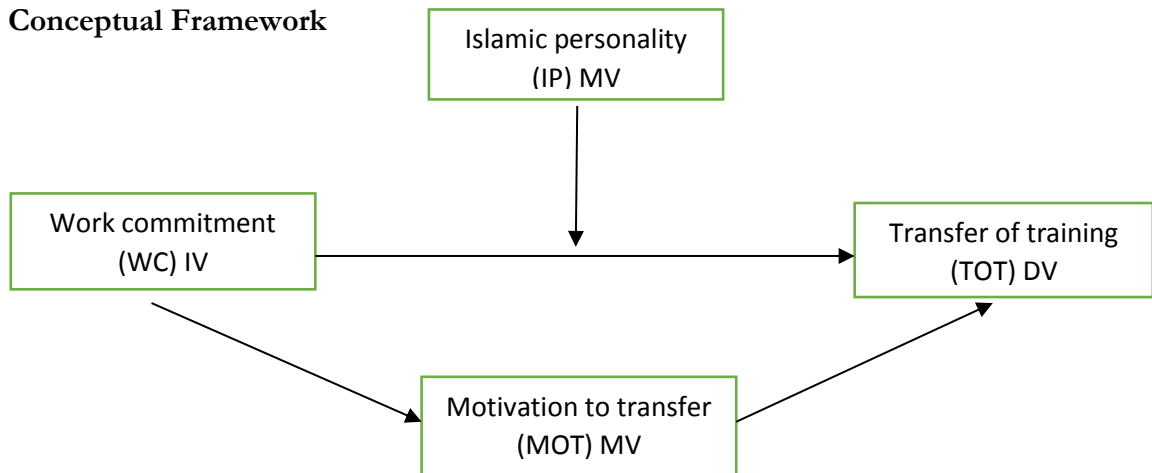 Conceptual Framework
Islamic personality
(IP) MV
Work commitment
(WC) IV
Transfer of training
(TOT) DV
Motivation to transfer
(MOT) MV